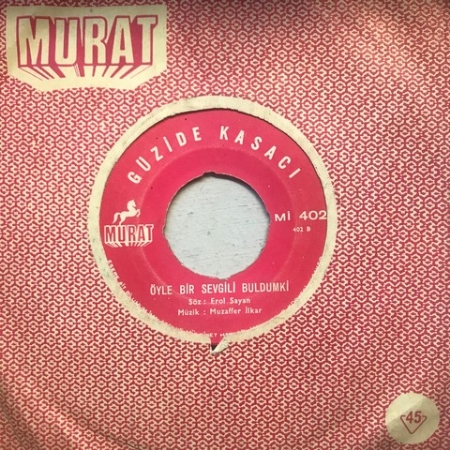 MURAT
GUZİDE KASACI
MURAT
Mİ 402
402 B
ÖYLE BİR SEVGİLİ BULDUMKİ
Söz : Erol Sayan
Müzik : Muzaffer İlkar
45